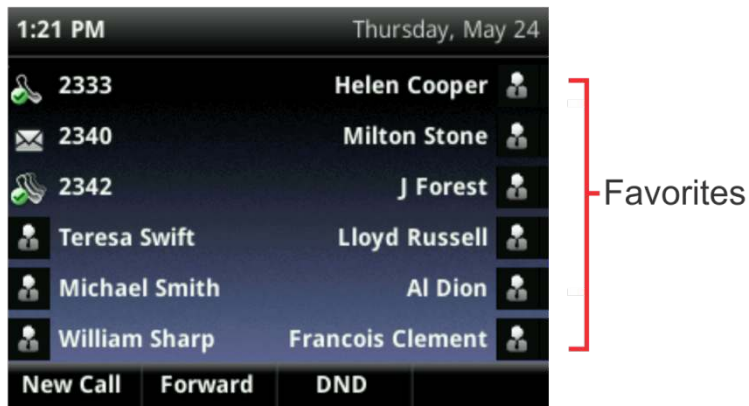 1:21 PM Thursday, May 24
2333 Helen Cooper
2340 Milton Stone
2342 J Forest
Favorites
Teresa Swift Lloyd Russell
Michael Smith Al Dion
William Sharp Francois Clement
New Call Forward DND